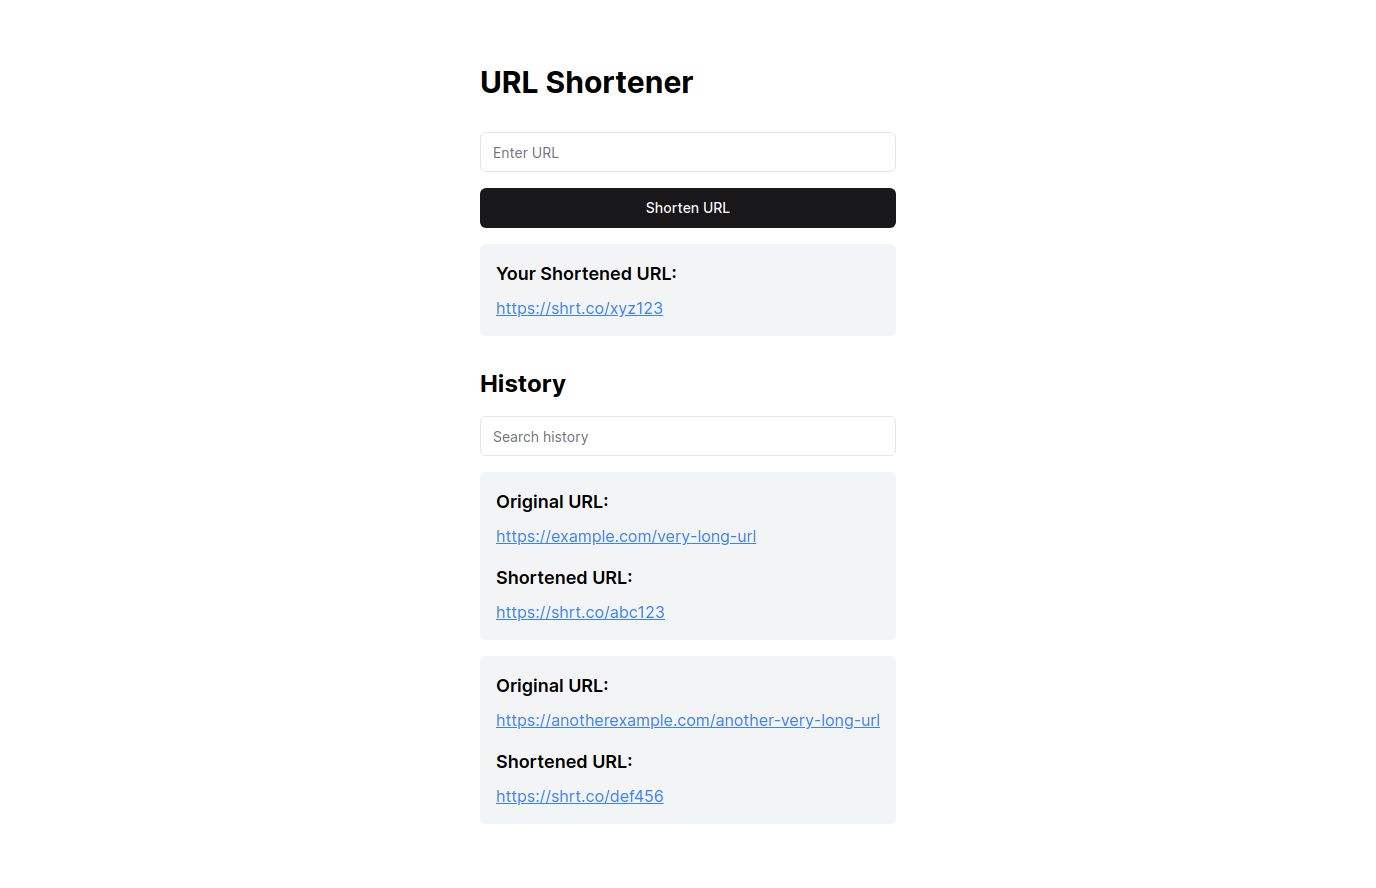 URL Shortener
Enter URL
Shorten URL
Your Shortened URL:
https://shrt.co/xyz123
History
Search history
Original URL:
https://example.com/very-long-url
Shortened URL:
https://shrt.co/abc123
Original URL:
https://anotherexample.com/another-very-long-url
Shortened URL:
https://shrt.co/def456